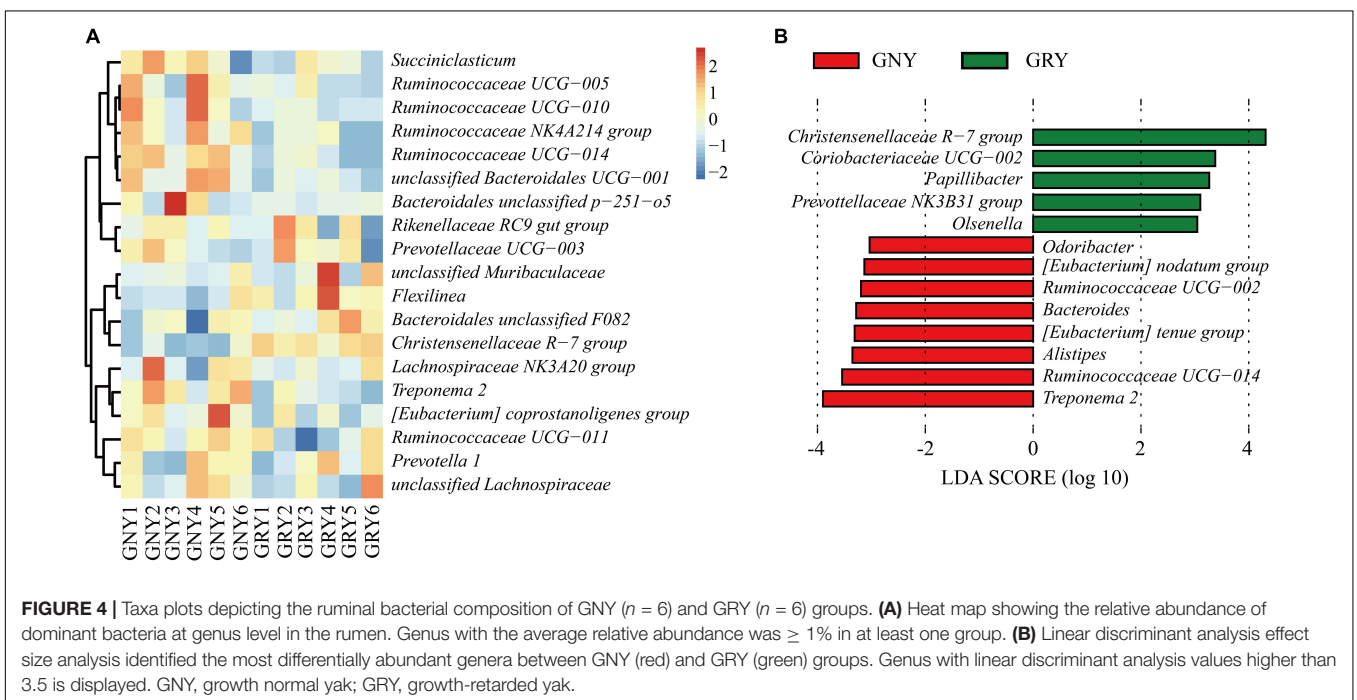 A
Succiniclasticum
Ruminococcaceae UCG−005
Ruminococcaceae UCG−010
Ruminococcaceae NK4A214 group
Ruminococcaceae UCG−014
unclassified Bacteroidales UCG−001
Bacteroidales unclassified p−251−o5
Rikenellaceae RC9 gut group
Prevotellaceae UCG−003
unclassified Muribaculaceae
Flexilinea
Bacteroidales unclassified F082
Christensenellaceae R−7 group
Lachnospiraceae NK3A20 group
Treponema 2
[Eubacterium] coprostanoligenes group
Ruminococcaceae UCG−011
Prevotella 1
unclassified Lachnospiraceae
GNY1
GNY2
GNY3
GNY4
GNY5
GNY6
GRY1
GRY2
GRY3
GRY4
GRY5
GRY6
2
1
0
−1
−2
B
GNY
GRY
Christensenellaceae R−7 group
Coriobacteriaceae UCG−002
Papillibacter
Prevottellaceae NK3B31 group
Olsenella
Odoribacter
[Eubacterium] nodatum group
Ruminococcaceae UCG−002
Bacteroides
[Eubacterium] tenue group
Alistipes
Ruminococcaceae UCG−014
Treponema 2
-4 -2 0 2 4
LDA SCORE (log 10)
FIGURE 4 | Taxa plots depicting the ruminal bacterial composition of GNY (n = 6) and GRY (n = 6) groups. (A) Heat map showing the relative abundance of
dominant bacteria at genus level in the rumen. Genus with the average relative abundance was ≥ 1% in at least one group. (B) Linear discriminant analysis effect
size analysis identified the most differentially abundant genera between GNY (red) and GRY (green) groups. Genus with linear discriminant analysis values higher than
3.5 is displayed. GNY, growth normal yak; GRY, growth-retarded yak.